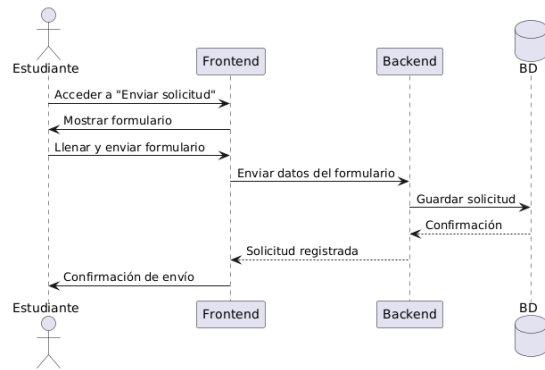 Estudiante
Frontend
Backend
BD
Acceder a "Enviar solicitud"
Mostrar formulario
Llenar y enviar formulario
Enviar datos del formulario
Guardar solicitud
Confirmación
Solicitud registrada
Confirmación de envío
Estudiante
Frontend
Backend
BD